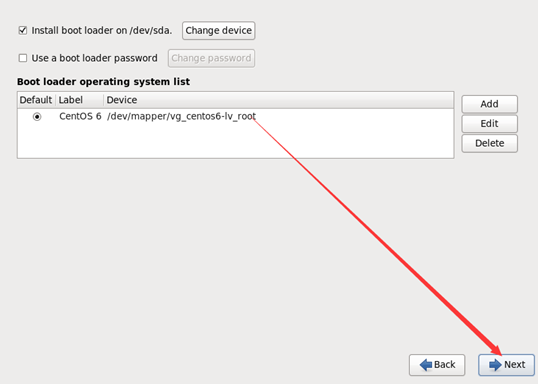 Install boot loader on /dev/sda. Change device
Use a boot loader password Change password
Boot loader operating system list
Default Label Device
CentOS 6 /dev/mapper/vg_centos6-lv_root
Add
Edit
Delete
Back Next